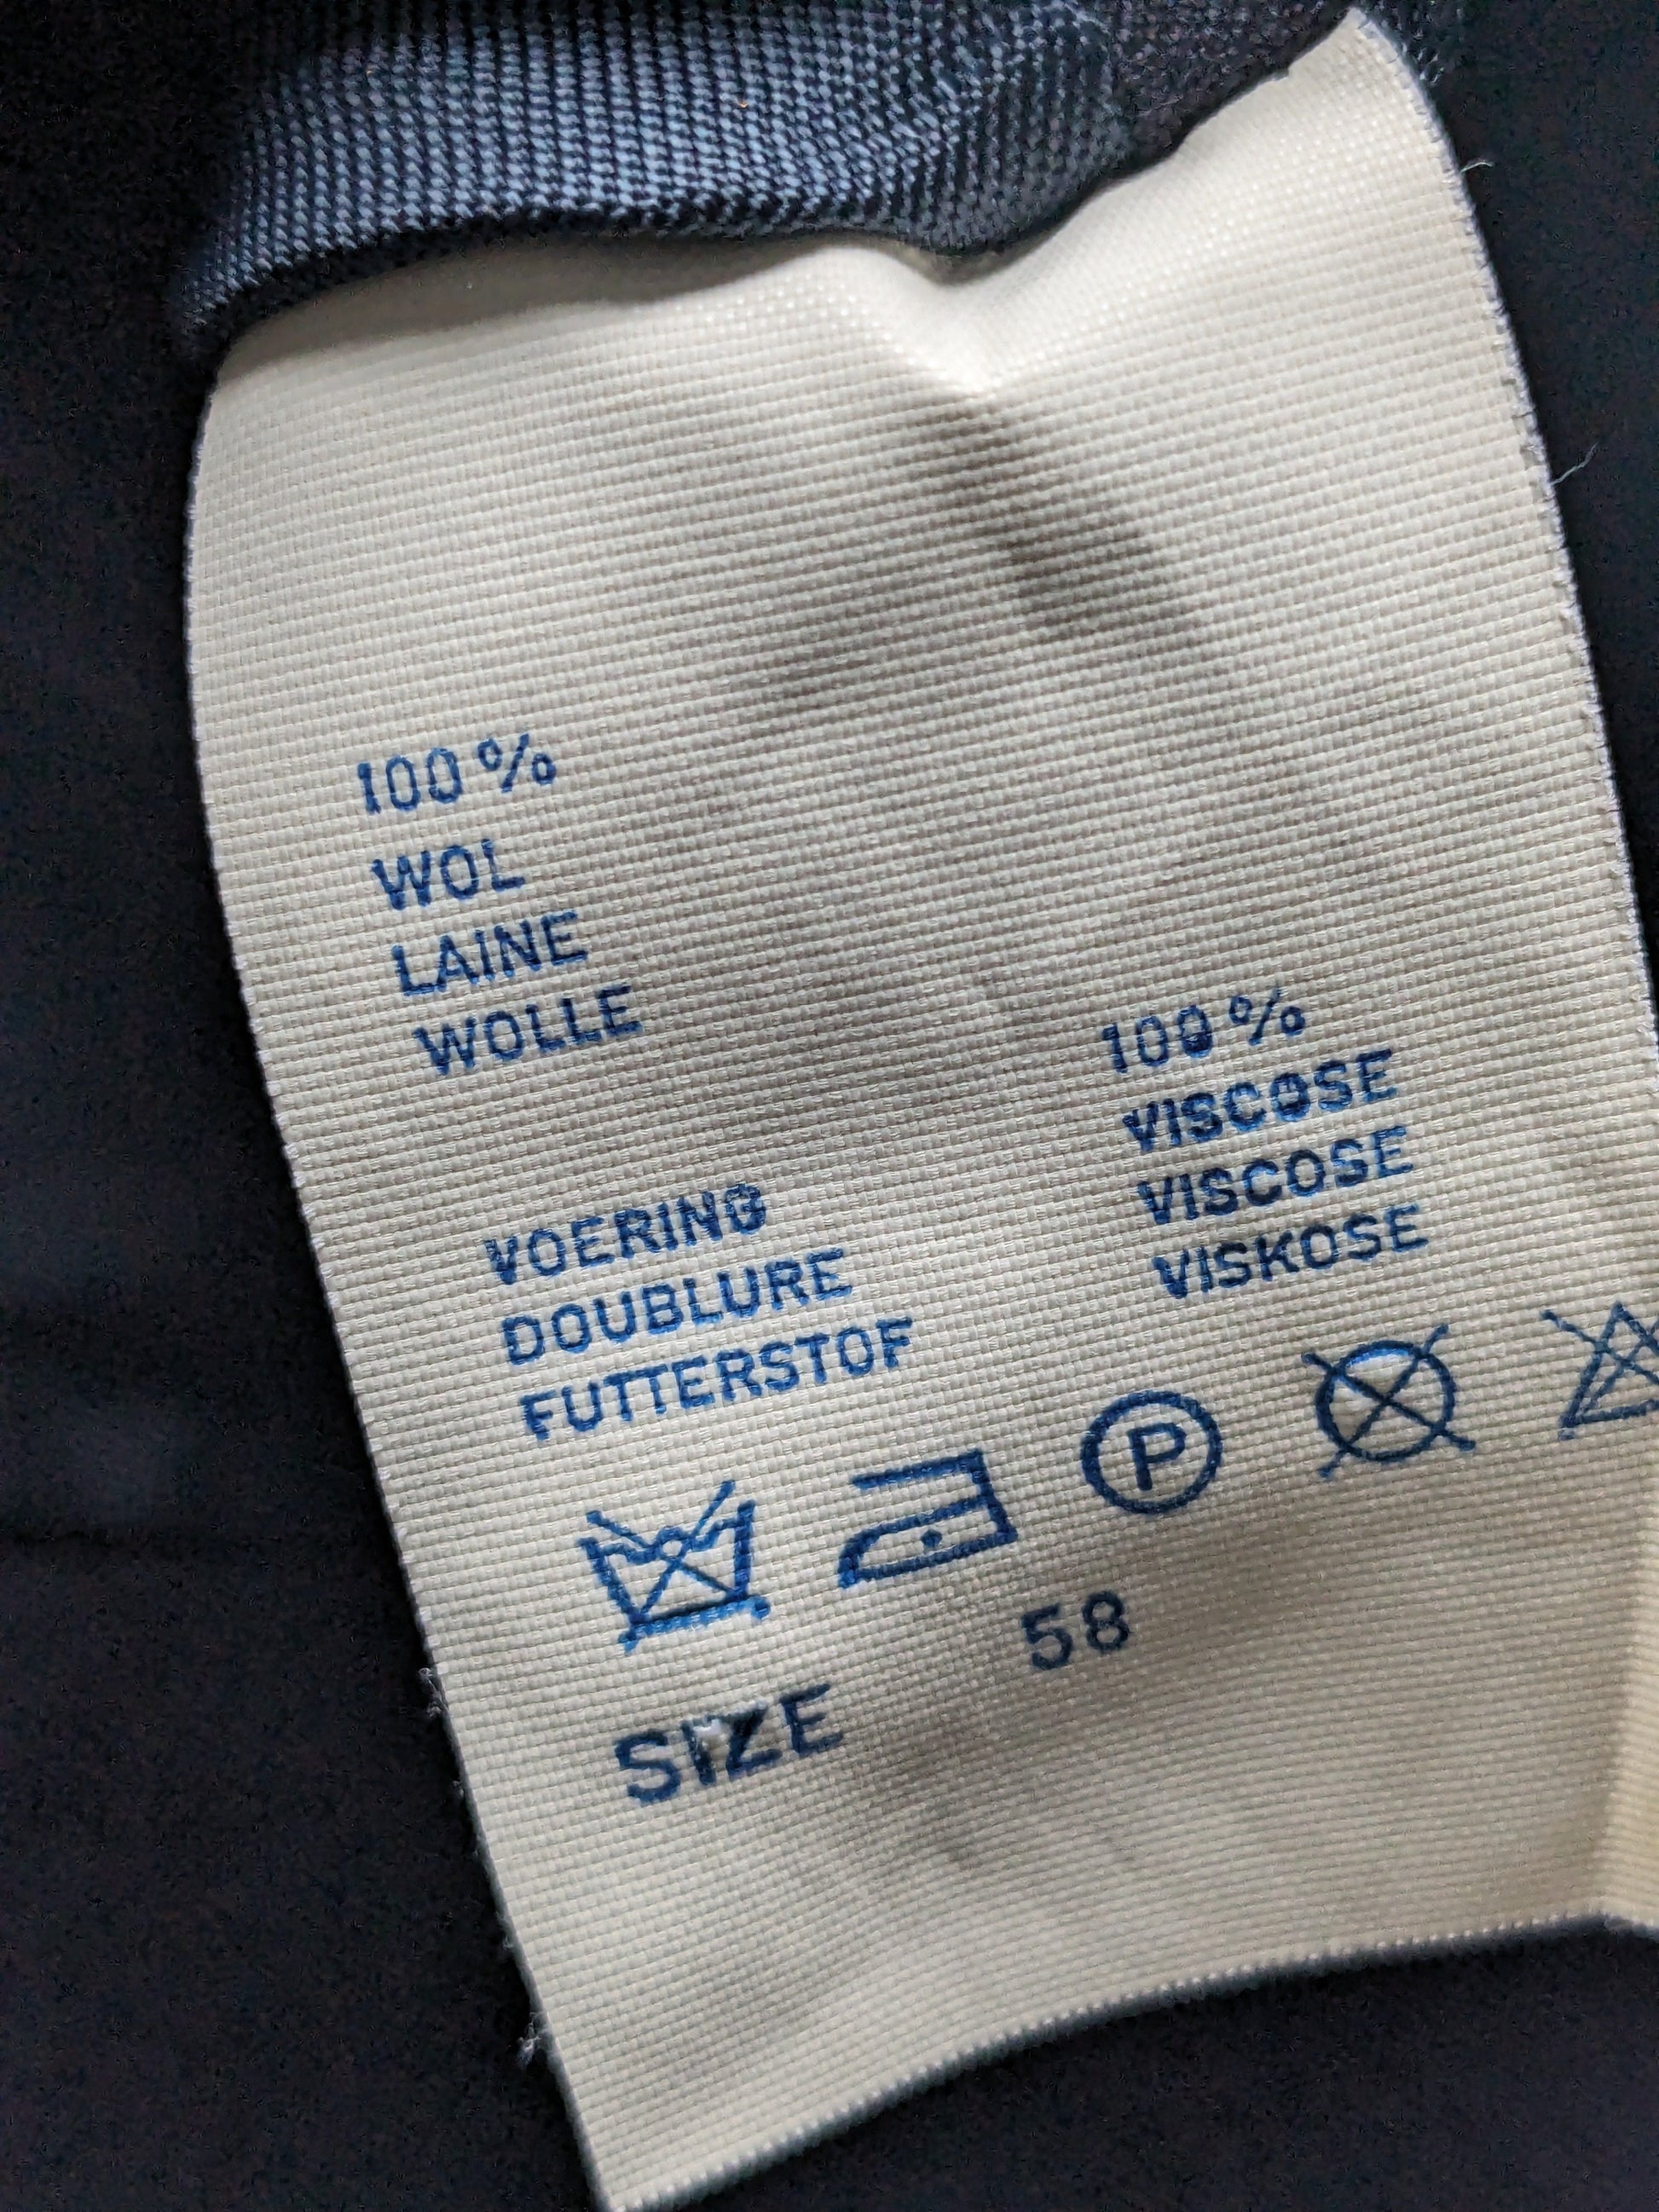 100 %
WOL
LAINE
WOLLE
100 %
VISCOSE
VISCOSE
VISKOSE
VOERING
DOUBLURE
FUTTERSTOF
P
58
SIZE